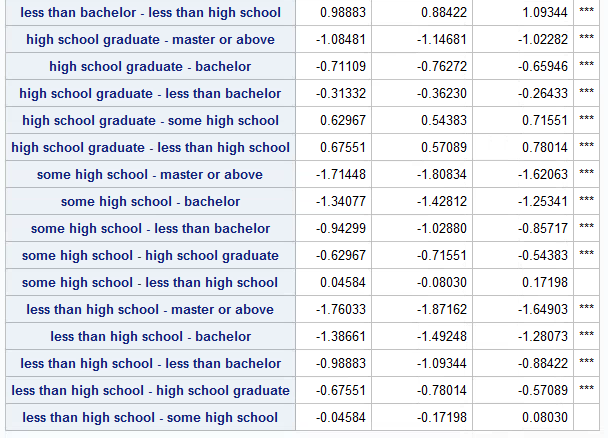 less than bachelor - less than high school 0.98883 0.88422 1.09344 ***
high school graduate - master or above -1.08481 -1.14681 -1.02282 ***
high school graduate - bachelor -0.71109 -0.76272 -0.65946 ***
high school graduate - less than bachelor -0.31332 -0.36230 -0.26433 ***
high school graduate - some high school 0.62967 0.54383 0.71551 ***
high school graduate - less than high school 0.67551 0.57089 0.78014 ***
some high school - master or above -1.71448 -1.80834 -1.62063 ***
some high school - bachelor -1.34077 -1.42812 -1.25341 ***
some high school - less than bachelor -0.94299 -1.02880 -0.85717 ***
some high school - high school graduate -0.62967 -0.71551 -0.54383 ***
some high school - less than high school 0.04584 -0.08030 0.17198
less than high school - master or above -1.76033 -1.87162 -1.64903 ***
less than high school - bachelor -1.38661 -1.49248 -1.28073 ***
less than high school - less than bachelor -0.98883 -1.09344 -0.88422 ***
less than high school - high school graduate -0.67551 -0.78014 -0.57089 ***
less than high school - some high school -0.04584 -0.17198 0.08030